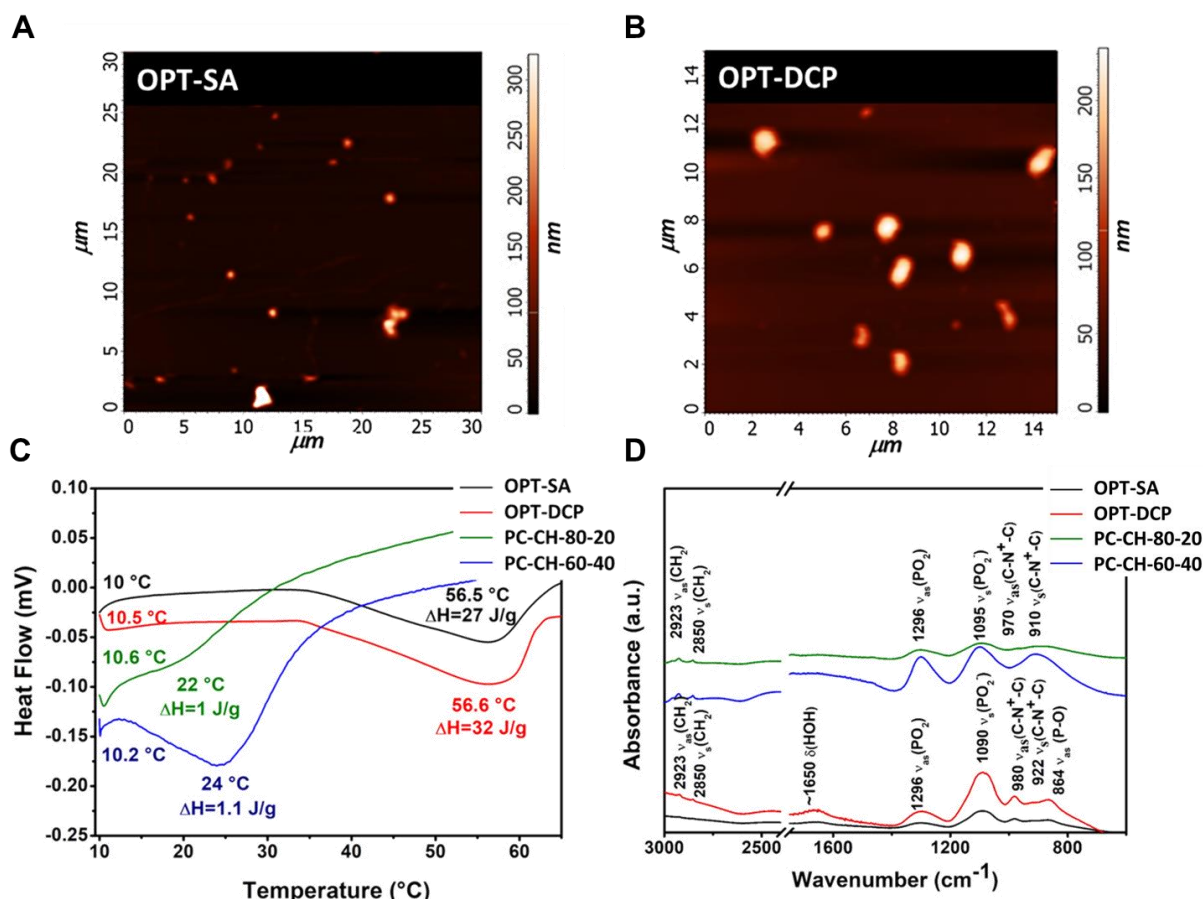 A
OPT-SA
30
25
20
15
10
5
0
μm
0 5 10 15 20 25 30
μm
300
250
200
150
100
50
0
nm
B
OPT-DCP
14
12
10
8
6
4
2
0
μm
0 2 4 6 8 10 12 14
μm
200
150
100
50
0
nm
C
OPT-SA
OPT-DCP
PC-CH-80-20
PC-CH-60-40
0.10
0.05
0.00
-0.05
-0.10
-0.15
-0.20
-0.25
Heat Flow (mV)
10 °C
10.5 °C
10.6 °C
22 °C
ΔH=1 J/g
10.2 °C
24 °C
ΔH=1.1 J/g
56.5 °C
ΔH=27 J/g
56.6 °C
ΔH=32 J/g
10 20 30 40 50 60
Temperature (°C)
D
OPT-SA
OPT-DCP
PC-CH-80-20
PC-CH-60-40
Absorbance (a.u.)
2923 νas(CH2)
2850 νs(CH2)
1296 νas(PO2)
1095 νs(PO2-)
970 νas(C-N+-C)
910 νs(C-N+-C)
2923 νas(CH2)
2850 νs(CH2)
~1650 δ(HOH)
1296 νas(PO2)
1090 νs(PO2)
980 νas(C-N+-C)
922 νs(C-N+-C)
864 νas (P-O)
3000 2500 1600 1200 800
Wavenumber (cm-1)